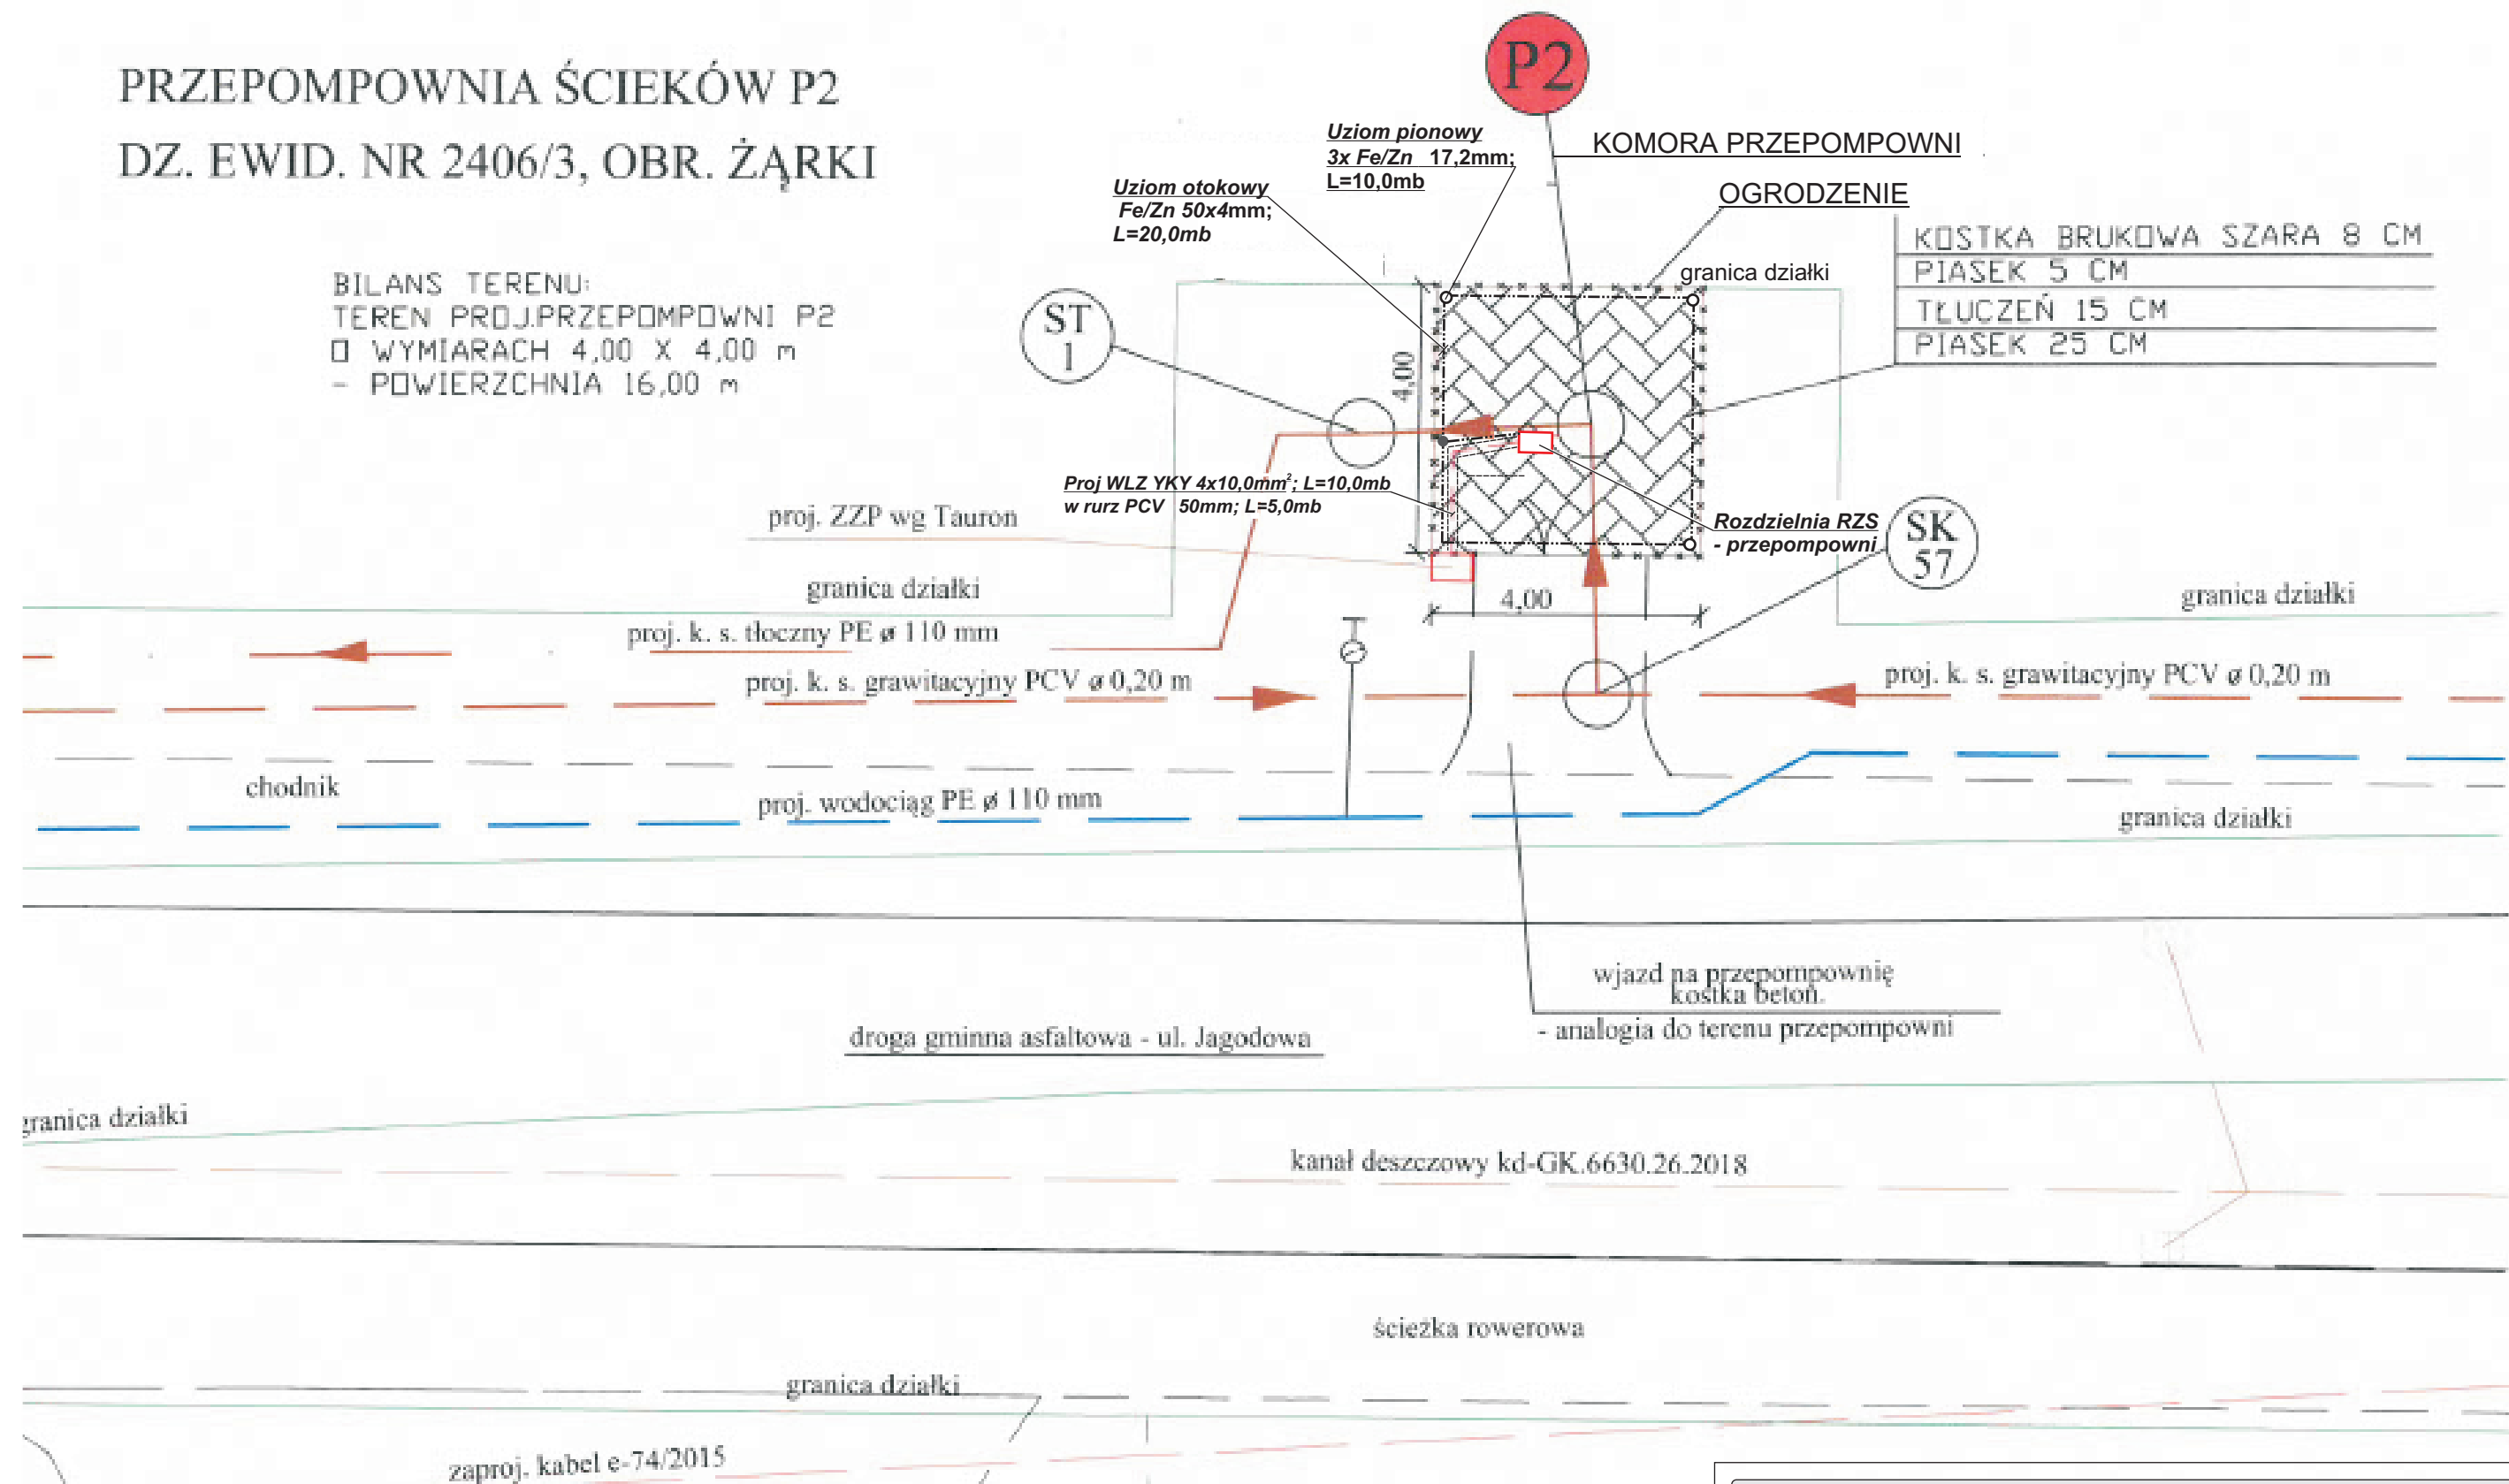 PRZEPOMPOWNIA ŚCIEKÓW P2
DZ. EWID. NR 2406/3, OBR. ŻĄRKI
BILANS TERENU:
TEREN PROJ.PRZEPOMPOWNI P2
O WYMIARACH 4,00 X 4,00 m
- POWIERZCHNIA 16,00 m
P2
Uziom pionowy
3x Fe/Zn 17,2mm;
L=10,0mb
KOMORA PRZEPOMPOWNI
Uziom otokowy
Fe/Zn 50x4mm;
L=20,0mb
OGRODZENIE
granica działki
KOSTKA BRUKOWA SZARA 8 CM
PIASEK 5 CM
TŁUCZEŃ 15 CM
PIASEK 25 CM
ST
1
4,00
Proj WLZ YKY 4x10,0mm²; L=10,0mb
w rurz PCV 50mm; L=5,0mb
proj. ZZP wg Tauron
Rozdzielnia RZS
- przepompowni
SK
57
granica działki
4,00
granica działki
proj. k. s. tłoczny PE ø 110 mm
proj. k. s. grawitacyjny PCV ø 0,20 m
proj. k. s. grawitacyjny PCV ø 0,20 m
chodnik
proj. wodociąg PE ø 110 mm
granica działki
wjazd na przepompownię
kostka beton.
- analogia do terenu przepompowni
droga gminna asfaltowa - ul. Jagodowa
granica działki
kanał deszczowy kd-GK.6630.26.2018
ścieżka rowerowa
granica działki
zaproj. kabel e-74/2015